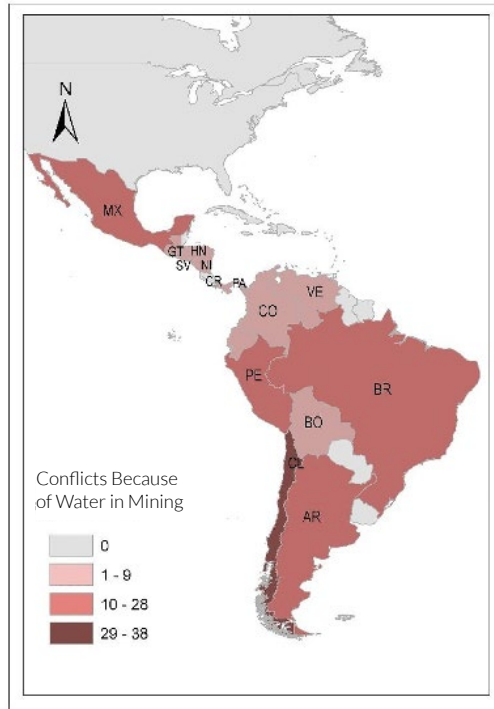 N
MX
GT HN
SV NI
CR PA
VE
CO
PE
BR
BO
CL
AR
Conflicts Because
of Water in Mining
0
1 - 9
10 - 28
29 - 38